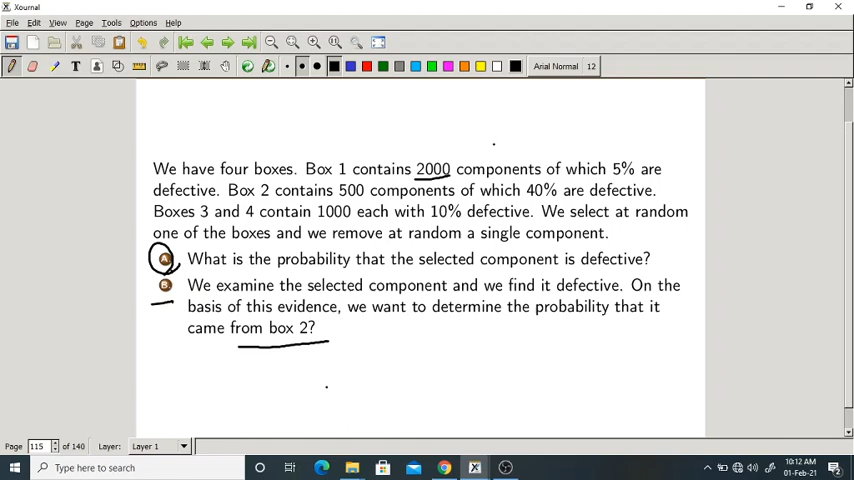 Xournal
File Edit View Page Tools Options Help
Arial Normal 12
We have four boxes. Box 1 contains 2000 components of which 5% are
defective. Box 2 contains 500 components of which 40% are defective.
Boxes 3 and 4 contain 1000 each with 10% defective. We select at random
one of the boxes and we remove at random a single component.
A. What is the probability that the selected component is defective?
B. We examine the selected component and we find it defective. On the
basis of this evidence, we want to determine the probability that it
came from box 2?
Page 115 of 140 Layer: Layer 1
Type here to search
10:12 AM
01-Feb-21
2